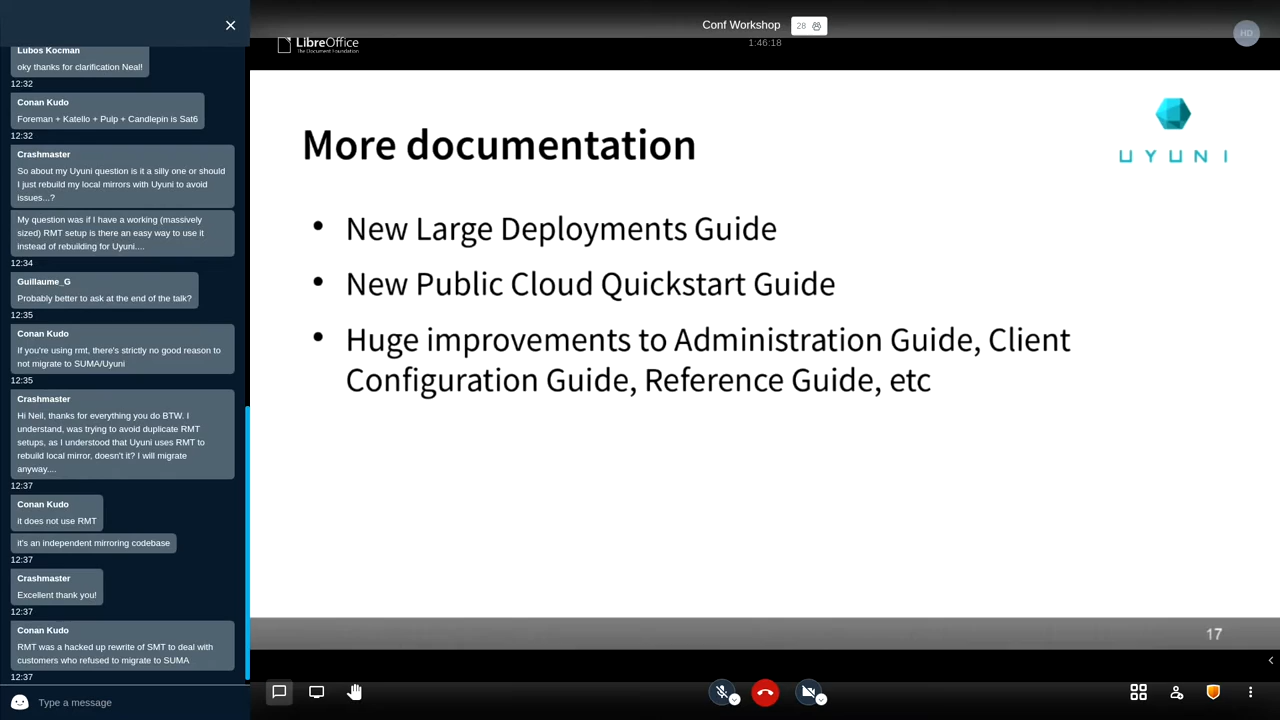 Lubos Kocman
oky thanks for clarification Neal!
12:32
Conan Kudo
Foreman + Katello + Pulp + Candlepin is Sat6
12:32
Crashmaster
So about my Uyuni question is it a silly one or should
I just rebuild my local mirrors with Uyuni to avoid
issues...?
My question was if I have a working (massively
sized) RMT setup is there an easy way to use it
instead of rebuilding for Uyuni....
12:34
Guillaume_G
Probably better to ask at the end of the talk?
12:35
Conan Kudo
If you're using rmt, there's strictly no good reason to
not migrate to SUMA/Uyuni
12:35
Crashmaster
Hi Neil, thanks for everything you do BTW. I
understand, was trying to avoid duplicate RMT
setups, as I understood that Uyuni uses RMT to
rebuild local mirror, doesn't it? I will migrate
anyway....
12:37
Conan Kudo
it does not use RMT
it's an independent mirroring codebase
12:37
Crashmaster
Excellent thank you!
12:37
Conan Kudo
RMT was a hacked up rewrite of SMT to deal with
customers who refused to migrate to SUMA
12:37
Type a message
Conf Workshop
28
1:46:18
HD
LibreOffice
The Document Foundation
UYUNI
More documentation
• New Large Deployments Guide
• New Public Cloud Quickstart Guide
• Huge improvements to Administration Guide, Client
Configuration Guide, Reference Guide, etc
17